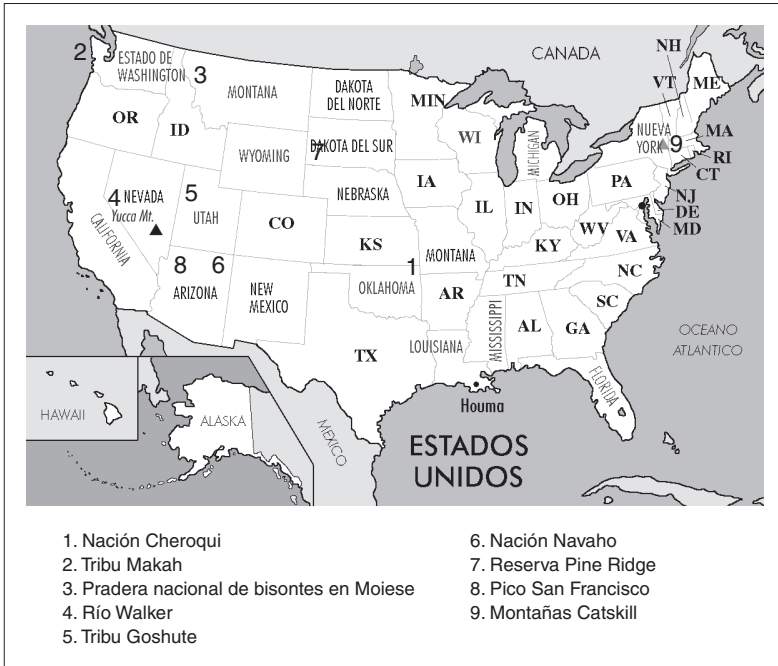 NH
2
ESTADO DE
WASHINGTON
3
MONTANA
DAKOTA
DEL NORTE
MIN
CANADA
VT
ME
OR
ID
WYOMING
7
DAKOTA DEL SUR
WI
MICHIGAN
NUEVA
YORK
9
MA
RI
CT
4
NEVADA
Yucca Mt.
5
UTAH
CO
NEBRASKA
IA
IL
IN
OH
PA
NJ
DE
MD
WV
VA
CALIFORNIA
KS
MONTANA
KY
8
6
ARIZONA
NEW
MEXICO
1
OKLAHOMA
AR
TN
NC
SC
MISSISSIPPI
AL
GA
TX
LOUISIANA
FLORIDA
OCEANO
ATLANTICO
Houma
HAWAII
ALASKA
MEXICO
ESTADOS
UNIDOS
1. Nación Cheroqui
2. Tribu Makah
3. Pradera nacional de bisontes en Moiese
4. Río Walker
5. Tribu Goshute
6. Nación Navaho
7. Reserva Pine Ridge
8. Pico San Francisco
9. Montañas Catskill